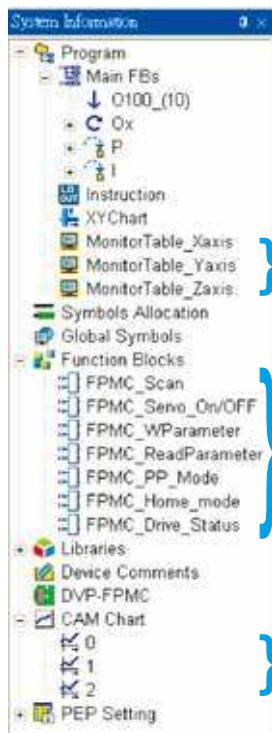 System Information
Program
Main FBs
O100_(10)
Ox
P
I
Instruction
XYChart
MonitorTable_Xaxis
MonitorTable_Yaxis
MonitorTable_Zaxis
Symbols Allocation
Global Symbols
Function Blocks
FPMC_Scan
FPMC_Servo_On/OFF
FPMC_WParameter
FPMC_ReadParameter
FPMC_PP_Mode
FPMC_Home_mode
FPMC_Drive_Status
Libraries
Device Comments
DVP-FPMC
CAM Chart
0
1
2
PEP Setting